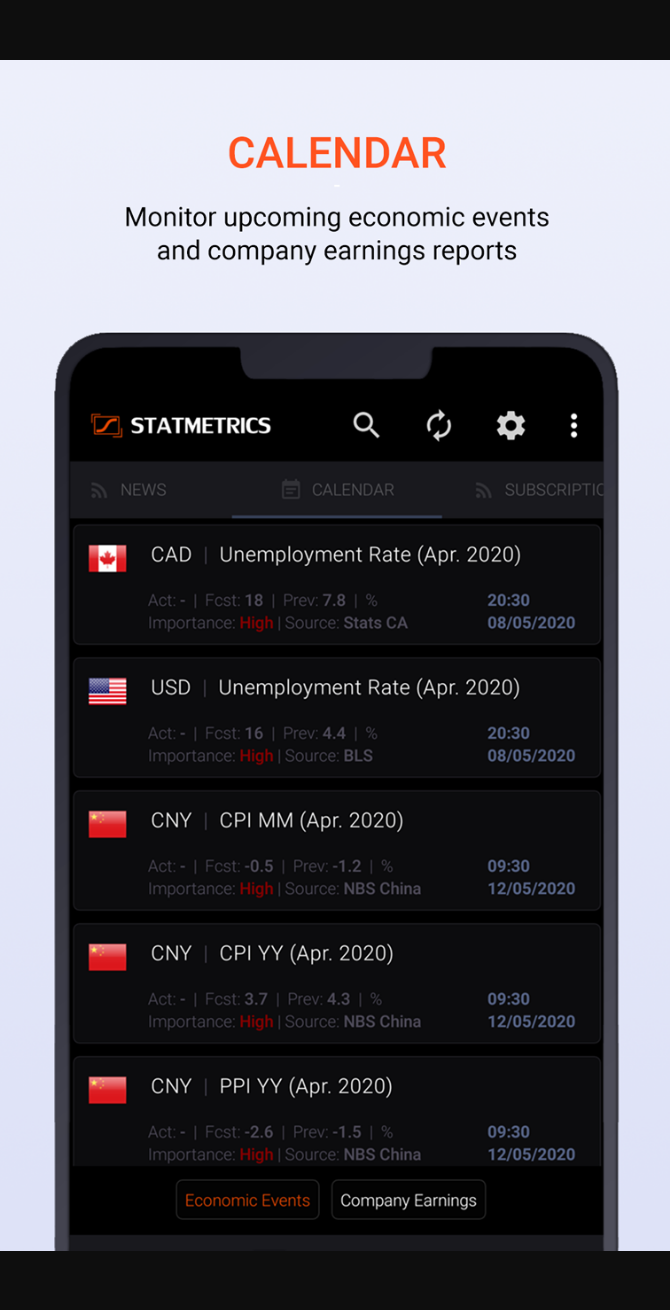 CALENDAR
Monitor upcoming economic events
and company earnings reports
STATMETRICS
NEWS
CALENDAR
SUBSCRIPTIC
CAD | Unemployment Rate (Apr. 2020)
Act: - | Fcst: 18 | Prev: 7.8 | % 20:30
Importance: High | Source: Stats CA 08/05/2020
USD | Unemployment Rate (Apr. 2020)
Act: - | Fcst: 16 | Prev: 4.4 | % 20:30
Importance: High | Source: BLS 08/05/2020
CNY | CPI MM (Apr. 2020)
Act: - | Fcst: -0.5 | Prev: -1.2 | % 09:30
Importance: High | Source: NBS China 12/05/2020
CNY | CPI YY (Apr. 2020)
Act: - | Fcst: 3.7 | Prev: 4.3 | % 09:30
Importance: High | Source: NBS China 12/05/2020
CNY | PPI YY (Apr. 2020)
Act: - | Fcst: -2.6 | Prev: -1.5 | % 09:30
Importance: High | Source: NBS China 12/05/2020
Economic Events
Company Earnings